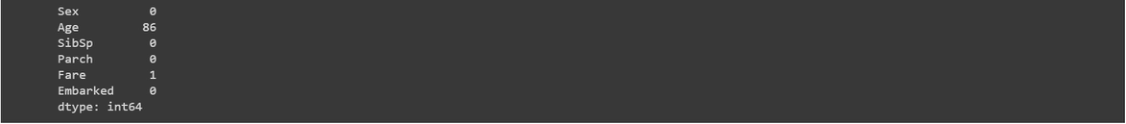 Sex 0
Age 86
SibSp 0
Parch 0
Fare 1
Embarked 0
dtype: int64